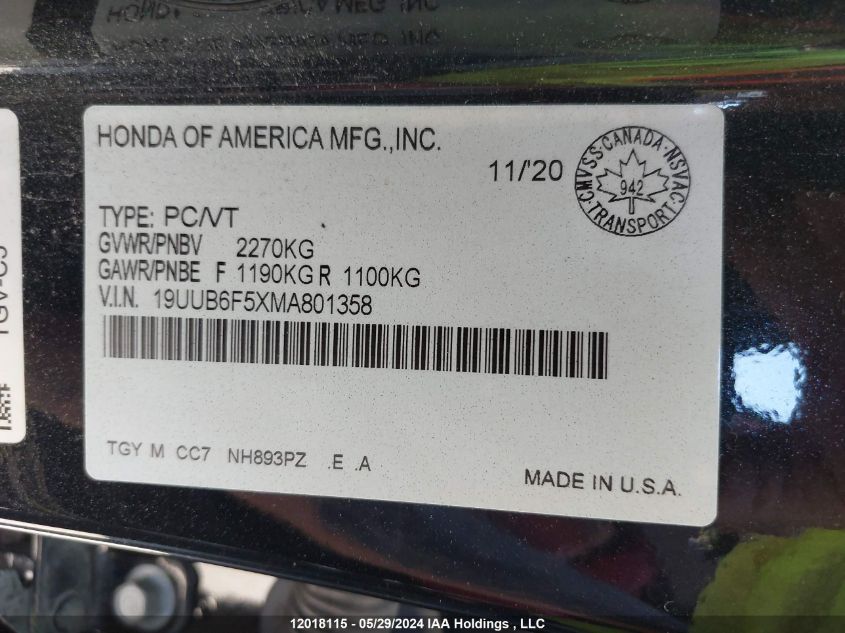 HONDA OF AMERICA MFG.,INC.
11/'20
CMVSS · CANADA · NSVAC
942
TRANSPORT
TYPE: PC/VT
GVWR/PNBV 2270KG
GAWR/PNBE F 1190KG R 1100KG
V.I.N. 19UUB6F5XMA801358
TGY M CC7 NH893PZ .E .A
MADE IN U.S.A.
12018115 - 05/29/2024 IAA Holdings , LLC